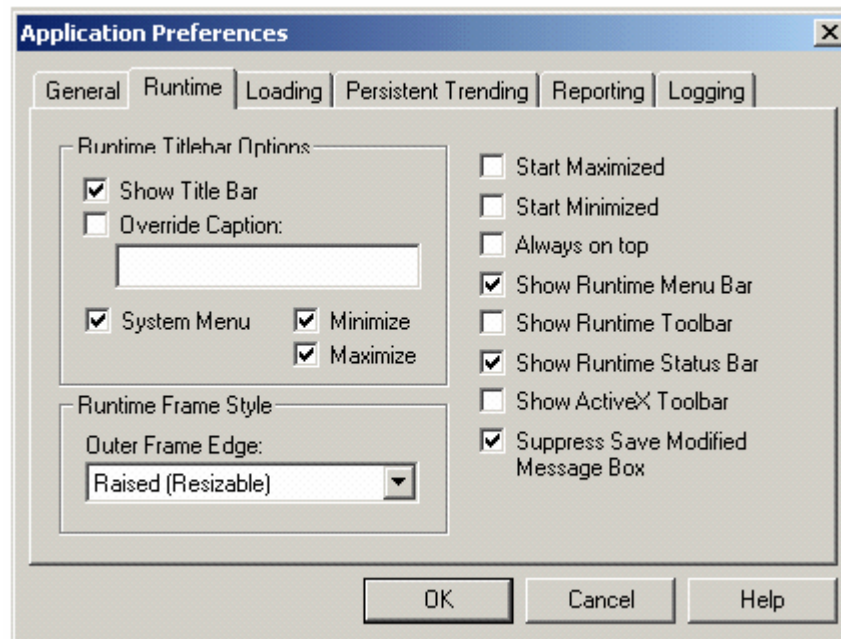 Application Preferences
General Runtime Loading Persistent Trending Reporting Logging
Runtime Titlebar Options
Show Title Bar
Override Caption:
System Menu Minimize
Maximize
Runtime Frame Style
Outer Frame Edge:
Raised (Resizable)
Start Maximized
Start Minimized
Always on top
Show Runtime Menu Bar
Show Runtime Toolbar
Show Runtime Status Bar
Show ActiveX Toolbar
Suppress Save Modified
Message Box
OK Cancel Help